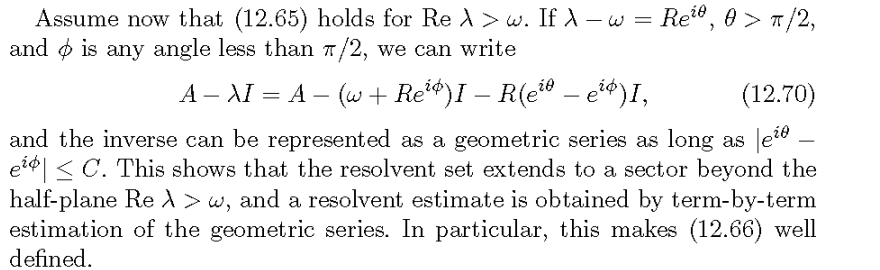 Assume now that (12.65) holds for Re λ > ω. If λ − ω = Re^{iθ}, θ > π/2,
and ϕ is any angle less than π/2, we can write
A − λI = A − (ω + Re^{iϕ})I − R(e^{iθ} − e^{iϕ})I, (12.70)
and the inverse can be represented as a geometric series as long as |e^{iθ} −
e^{iϕ}| ≤ C. This shows that the resolvent set extends to a sector beyond the
half-plane Re λ > ω, and a resolvent estimate is obtained by term-by-term
estimation of the geometric series. In particular, this makes (12.66) well
defined.